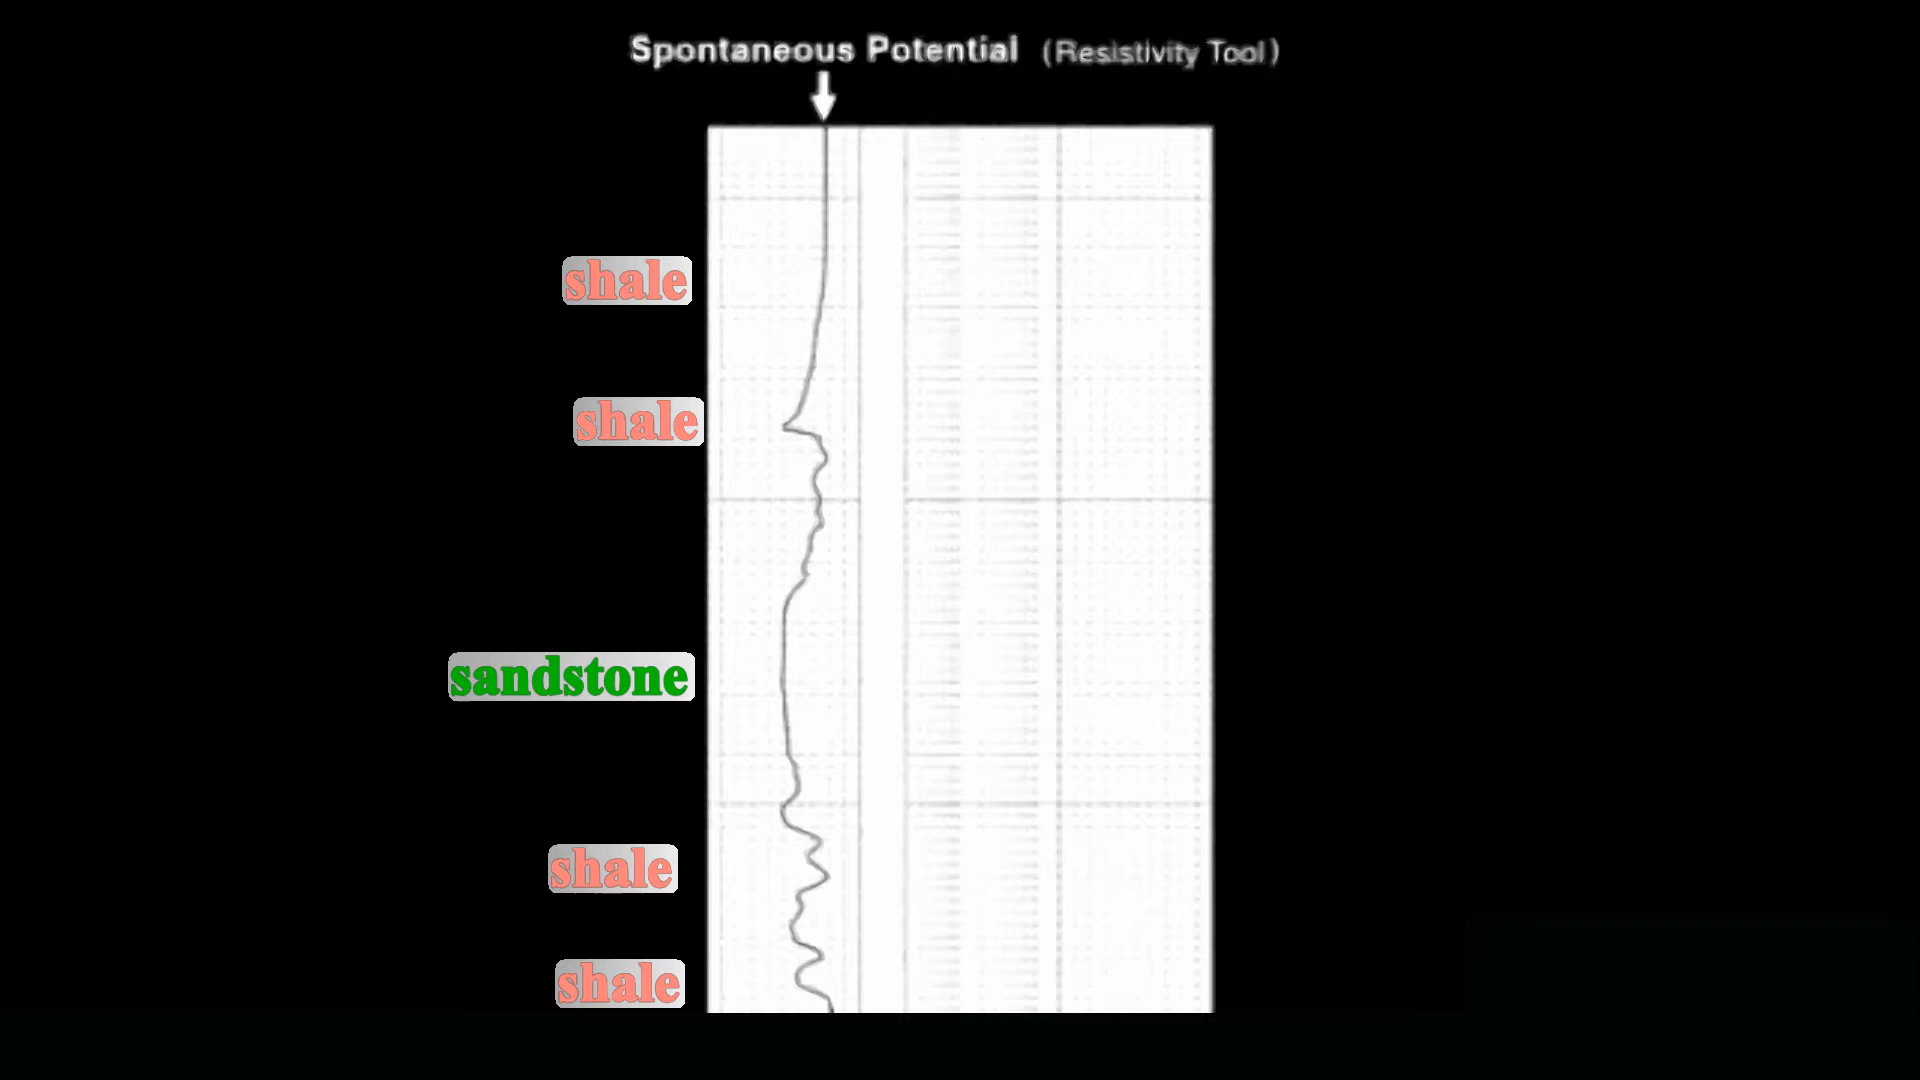 Spontaneous Potential (Resistivity Tool)
shale
shale
sandstone
shale
shale